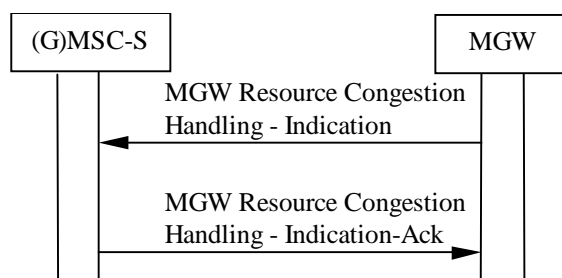 (G)MSC-S
MGW
MGW Resource Congestion
Handling - Indication
MGW Resource Congestion
Handling - Indication-Ack